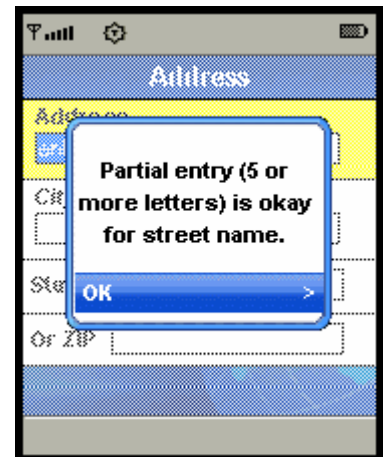 Address
Address
Partial entry (5 or
more letters) is okay
for street name.
OK >
Or ZIP